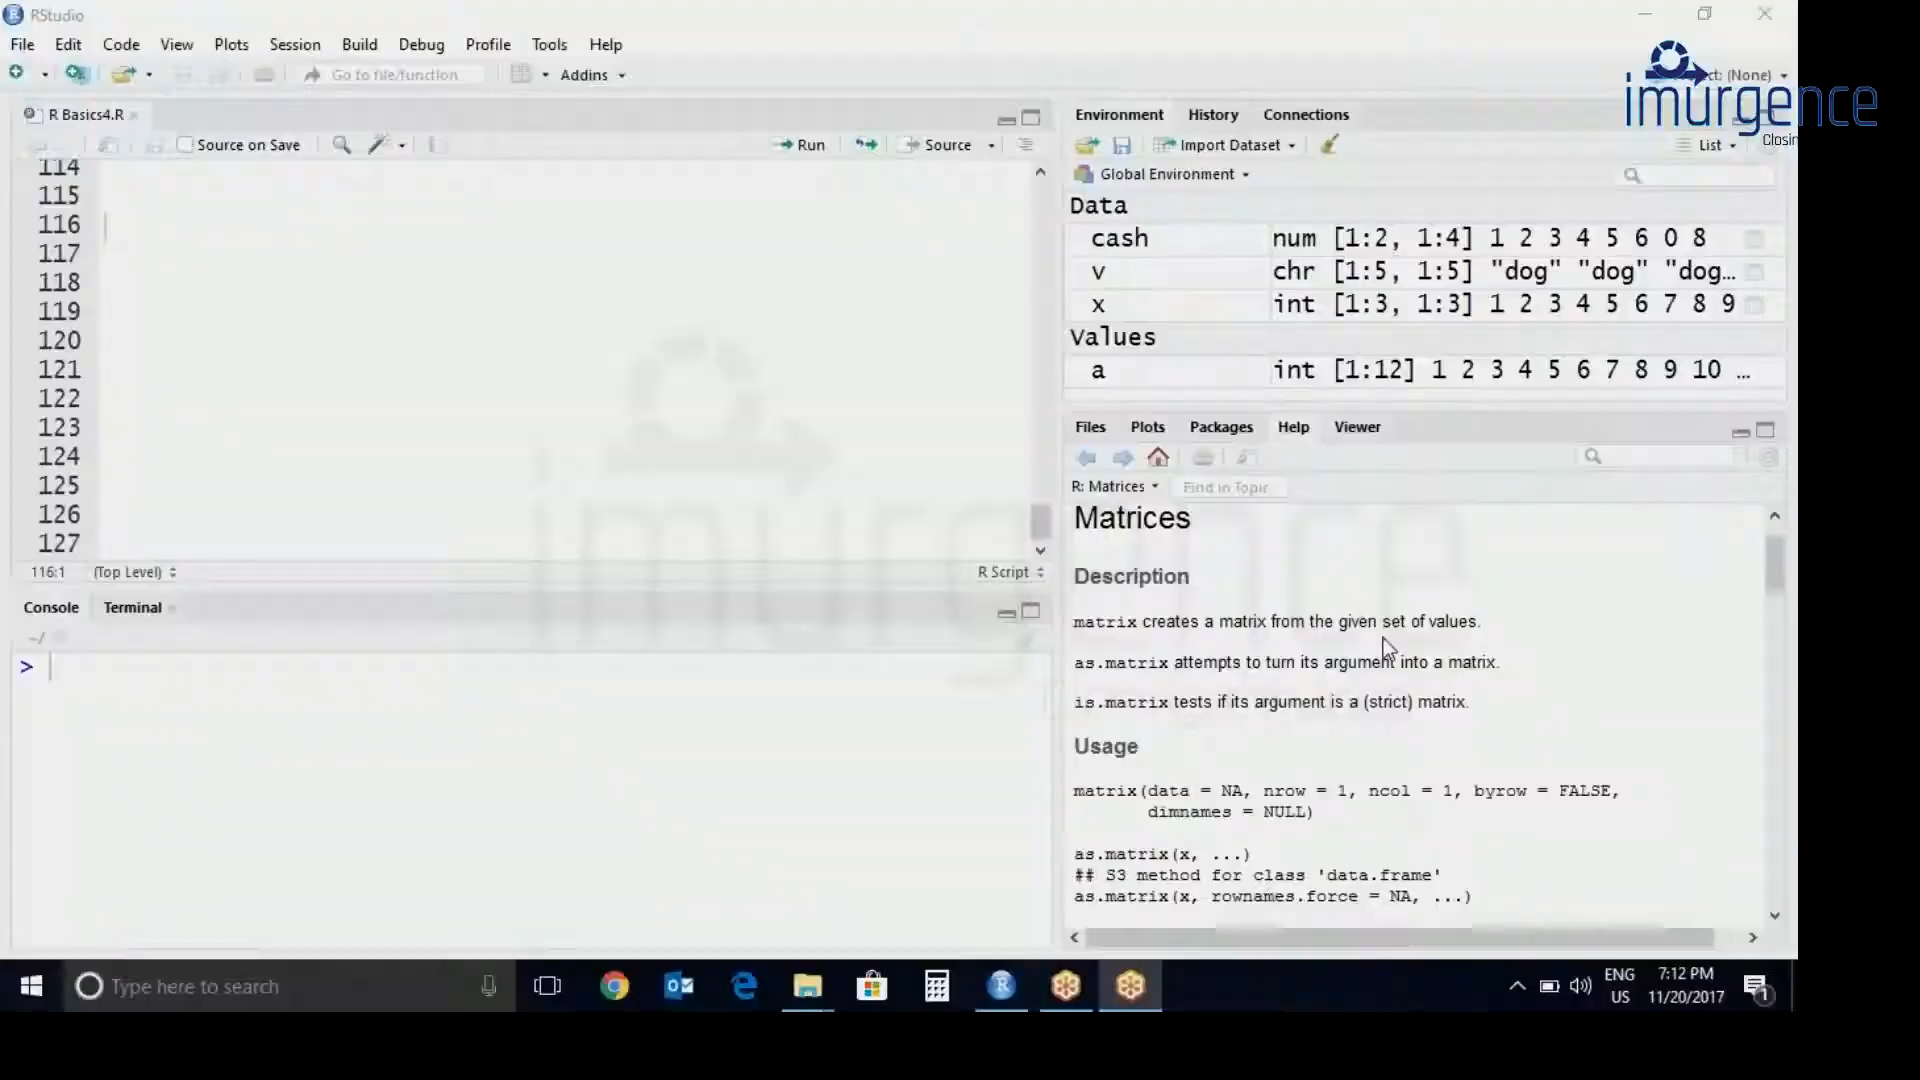 RStudio
File Edit Code View Plots Session Build Debug Profile Tools Help
Go to file/function Addins
ct: (None)
imurgence
Closin
R Basics4.R
Source on Save Run Source
114
115
116
117
118
119
120
121
122
123
124
125
126
127
116:1 (Top Level) R Script
Console Terminal
~/
>
Environment History Connections
Import Dataset List
Global Environment
Data
cash num [1:2, 1:4] 1 2 3 4 5 6 0 8
v chr [1:5, 1:5] "dog" "dog" "dog…
x int [1:3, 1:3] 1 2 3 4 5 6 7 8 9
Values
a int [1:12] 1 2 3 4 5 6 7 8 9 10 …
Files Plots Packages Help Viewer
R: Matrices Find in Topic
Matrices
Description
matrix creates a matrix from the given set of values.
as.matrix attempts to turn its argument into a matrix.
is.matrix tests if its argument is a (strict) matrix.
Usage
matrix(data = NA, nrow = 1, ncol = 1, byrow = FALSE,
dimnames = NULL)
as.matrix(x, ...)
## S3 method for class 'data.frame'
as.matrix(x, rownames.force = NA, ...)
imurgence
Type here to search
ENG
US
7:12 PM
11/20/2017
1